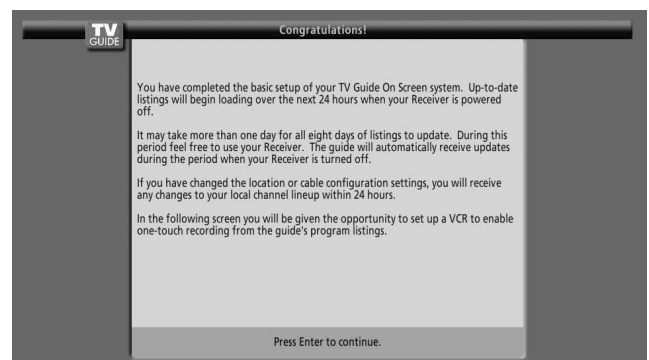 TV
GUIDE
Congratulations!
You have completed the basic setup of your TV Guide On Screen system. Up-to-date
listings will begin loading over the next 24 hours when your Receiver is powered
off.
It may take more than one day for all eight days of listings to update. During this
period feel free to use your Receiver. The guide will automatically receive updates
during the period when your Receiver is turned off.
If you have changed the location or cable configuration settings, you will receive
any changes to your local channel lineup within 24 hours.
In the following screen you will be given the opportunity to set up a VCR to enable
one-touch recording from the guide's program listings.
Press Enter to continue.